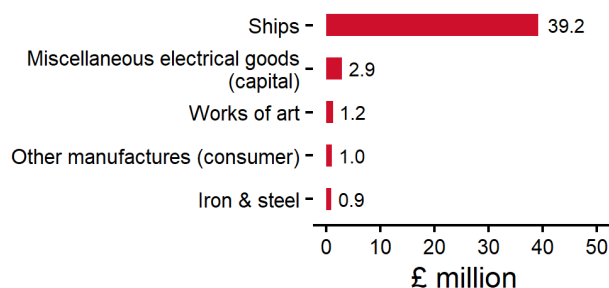 Ships
39.2
Miscellaneous electrical goods
(capital)
2.9
Works of art
1.2
Other manufactures (consumer)
1.0
Iron & steel
0.9
0 10 20 30 40 50
£ million